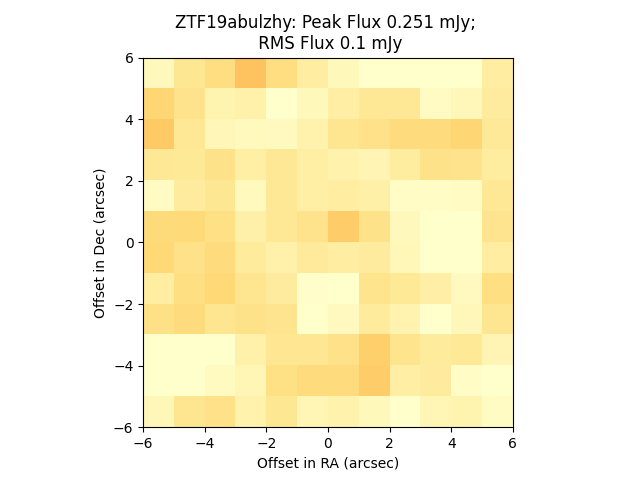 ZTF19abulzhy: Peak Flux 0.251 mJy;
RMS Flux 0.1 mJy
6
4
2
0
−2
−4
−6
Offset in Dec (arcsec)
−6 −4 −2 0 2 4 6
Offset in RA (arcsec)